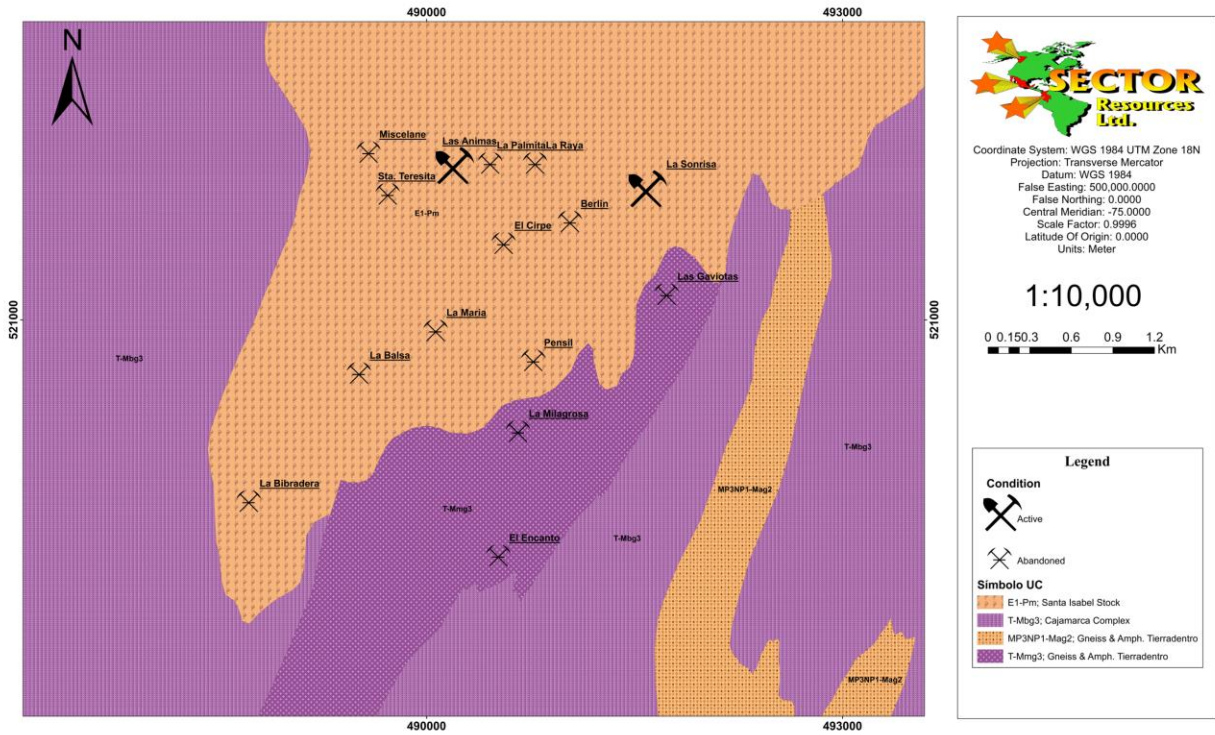 490000
493000
N
Miscelane
Las Animas
La Palmita
La Raya
La Sonrisa
Sta. Teresita
E1-Pm
Berlin
El Cirpe
Las Gaviotas
521000
521000
La Maria
T-Mbg3
La Balsa
Pensil
La Milagrosa
T-Mbg3
MP3NP1-Mag2
La Bibradera
T-Mmg3
El Encanto
T-Mbg3
MP3NP1-Mag2
490000
493000
SECTOR
Resources
Ltd.
Coordinate System: WGS 1984 UTM Zone 18N
Projection: Transverse Mercator
Datum: WGS 1984
False Easting: 500,000.0000
False Northing: 0.0000
Central Meridian: -75.0000
Scale Factor: 0.9996
Latitude Of Origin: 0.0000
Units: Meter
1:10,000
0 0.150.3 0.6 0.9 1.2
Km
Legend
Condition
Active
Abandoned
Símbolo UC
E1-Pm; Santa Isabel Stock
T-Mbg3; Cajamarca Complex
MP3NP1-Mag2; Gneiss & Amph. Tierradentro
T-Mmg3; Gneiss & Amph. Tierradentro